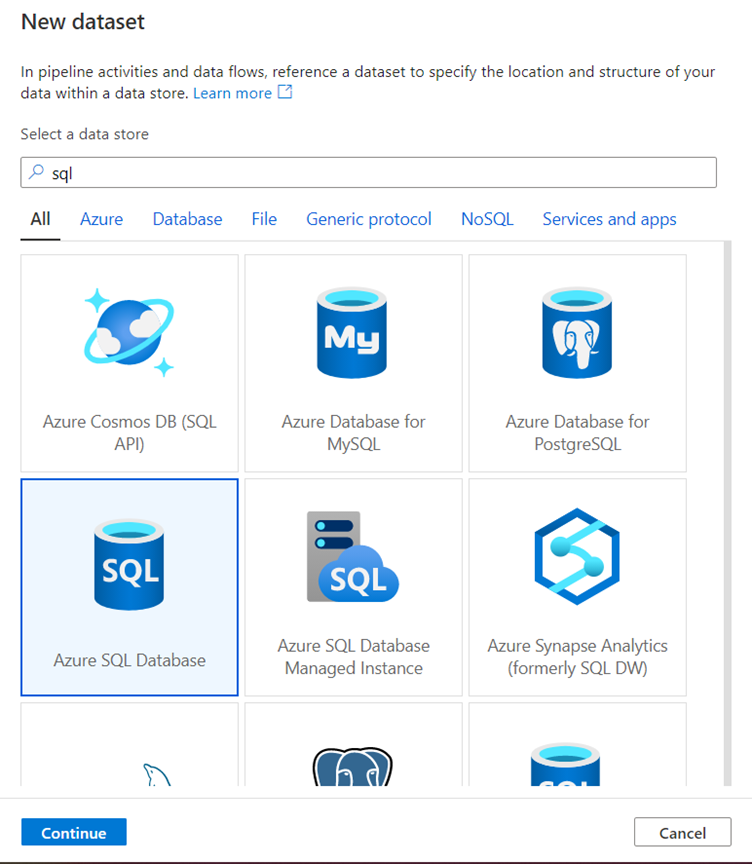 New dataset
In pipeline activities and data flows, reference a dataset to specify the location and structure of your
data within a data store. Learn more
Select a data store
sql
All Azure Database File Generic protocol NoSQL Services and apps
My
Azure Cosmos DB (SQL
API)
Azure Database for
MySQL
Azure Database for
PostgreSQL
SQL
SQL
Azure SQL Database
Azure SQL Database
Managed Instance
Azure Synapse Analytics
(formerly SQL DW)
SQL
Continue
Cancel